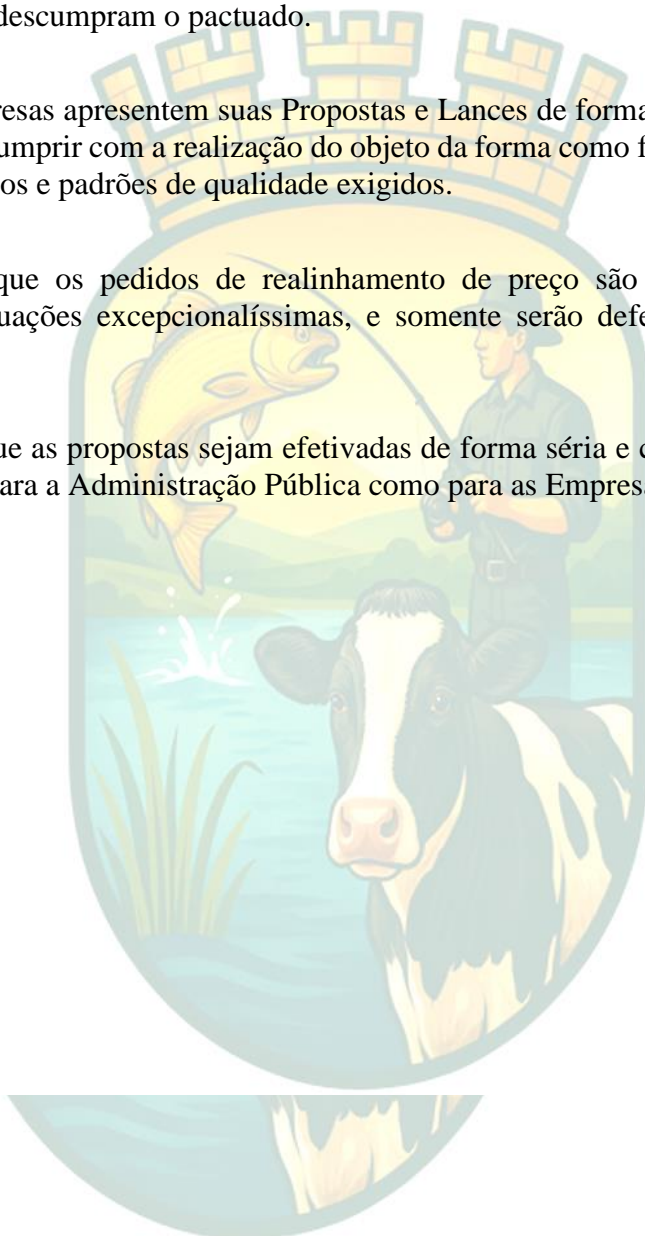 descumpram o pactuado.
resas apresentem suas Propostas e Lances de forma
umprir com a realização do objeto da forma como f
os e padrões de qualidade exigidos.
que os pedidos de realinhamento de preço são
uações excepcionalíssimas, e somente serão defe
ue as propostas sejam efetivadas de forma séria e c
ara a Administração Pública como para as Empresa